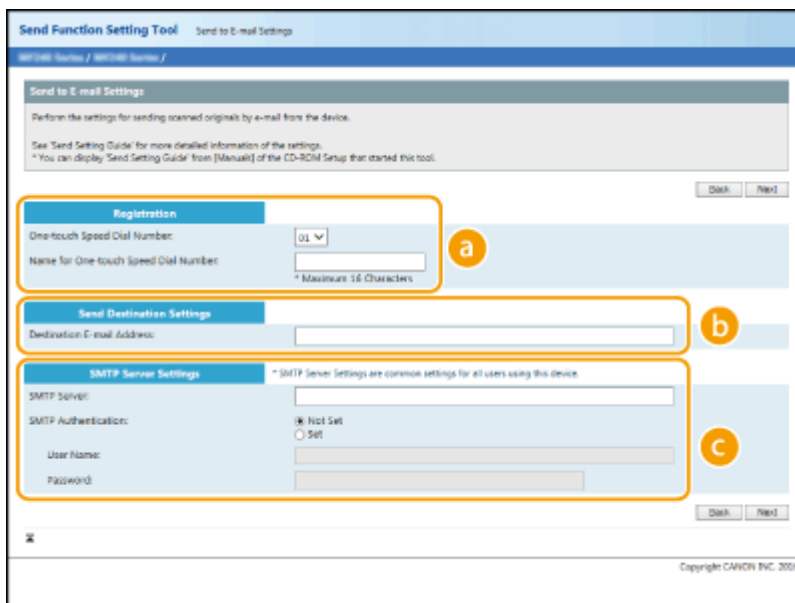 Send Function Setting Tool Send to E-mail Settings
Send to E-mail Settings
Perform the settings for sending scanned originals by e-mail from the device.
See 'Send Setting Guide' for more detailed information of the settings.
* You can display 'Send Setting Guide' from [Manuals] of the CD-ROM Setup that started this tool.
Back Next
Registration
One-touch Speed Dial Number:
01
Name for One-touch Speed Dial Number:
* Maximum 16 Characters
a
Send Destination Settings
Destination E-mail Address:
b
SMTP Server Settings * SMTP Server Settings are common settings for all users using this device.
SMTP Server:
SMTP Authentication:
Not Set
Set
User Name:
Password:
c
Back Next
Copyright CANON INC.